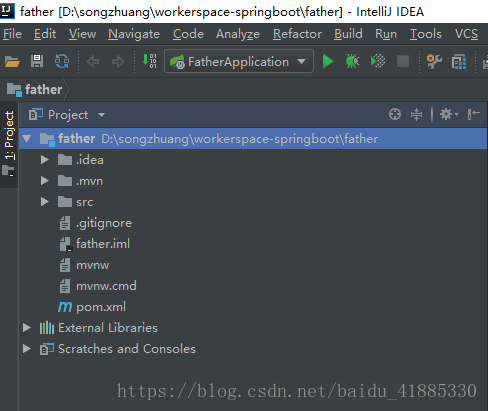 father [D:\songzhuang\workerspace-springboot\father] - IntelliJ IDEA
File Edit View Navigate Code Analyze Refactor Build Run Tools VCS
FatherApplication
father
1: Project
Project
father D:\songzhuang\workerspace-springboot\father
.idea
.mvn
src
.gitignore
father.iml
mvnw
mvnw.cmd
pom.xml
External Libraries
Scratches and Consoles
https://blog.csdn.net/baidu_41885330